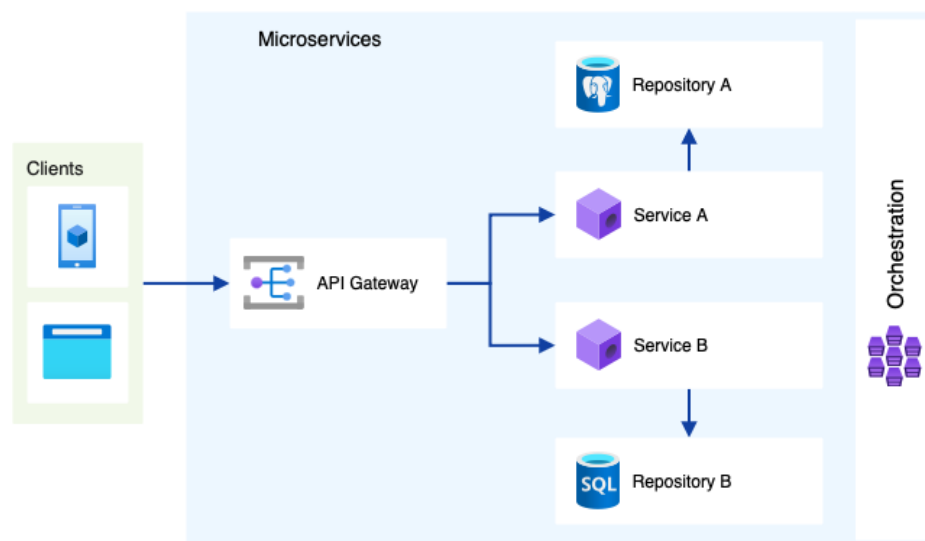 Microservices
Repository A
Clients
Service A
API Gateway
Service B
SQL
Repository B
Orchestration